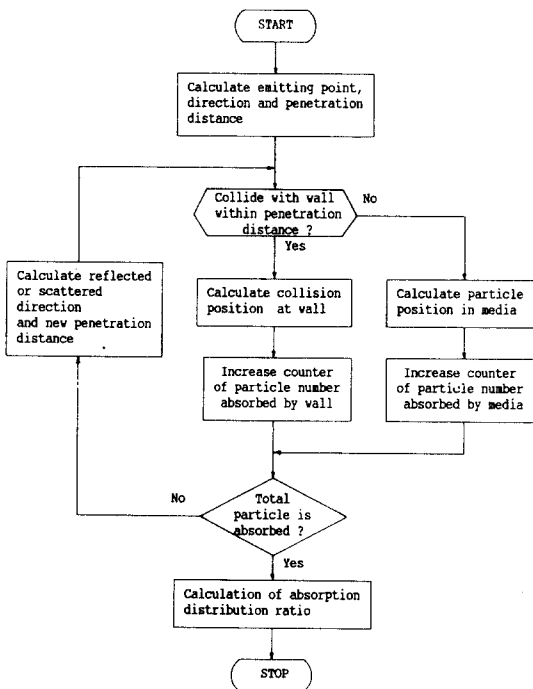 START
Calculate emitting point,
direction and penetration
distance
Collide with wall
within penetration
distance ?
No
Yes
Calculate reflected
or scattered
direction
and new penetration
distance
Calculate collision
position at wall
Calculate particle
position in media
Increase counter
of particle number
absorbed by wall
Increase counter
of particle number
absorbed by media
No
Total
particle is
absorbed ?
Yes
Calculation of absorption
distribution ratio
STOP